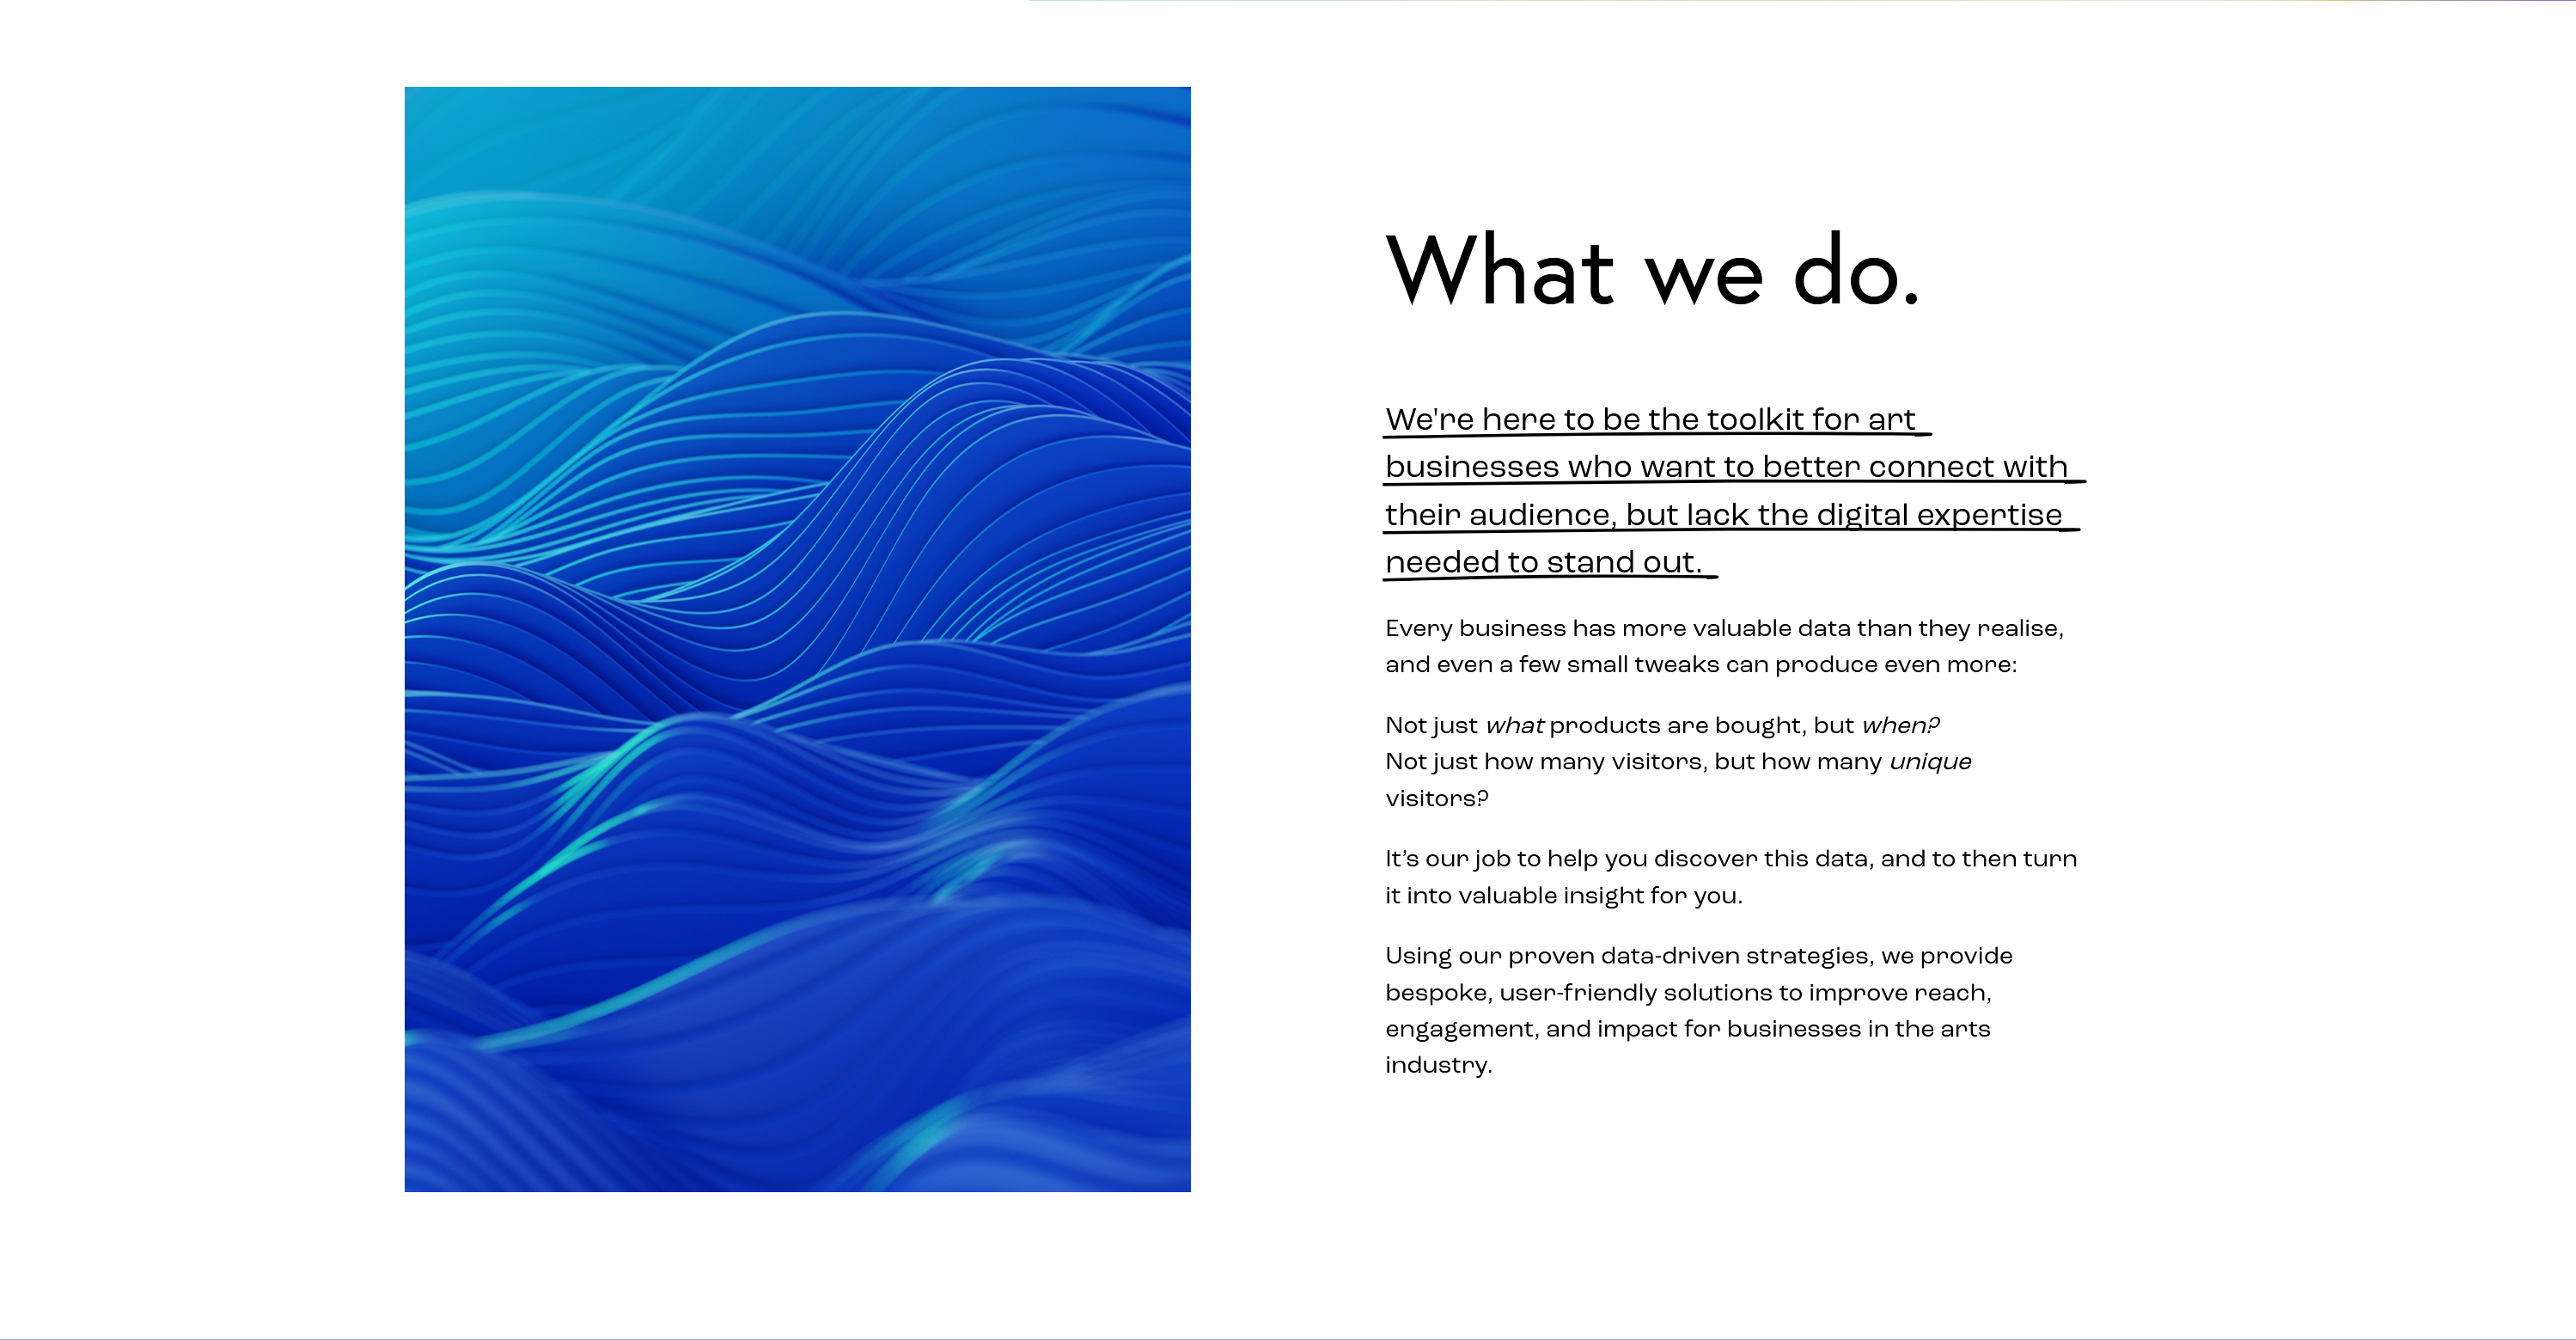 What we do.
We're here to be the toolkit for art
businesses who want to better connect with
their audience, but lack the digital expertise
needed to stand out.
Every business has more valuable data than they realise,
and even a few small tweaks can produce even more:
Not just what products are bought, but when?
Not just how many visitors, but how many unique
visitors?
It’s our job to help you discover this data, and to then turn
it into valuable insight for you.
Using our proven data-driven strategies, we provide
bespoke, user-friendly solutions to improve reach,
engagement, and impact for businesses in the arts
industry.